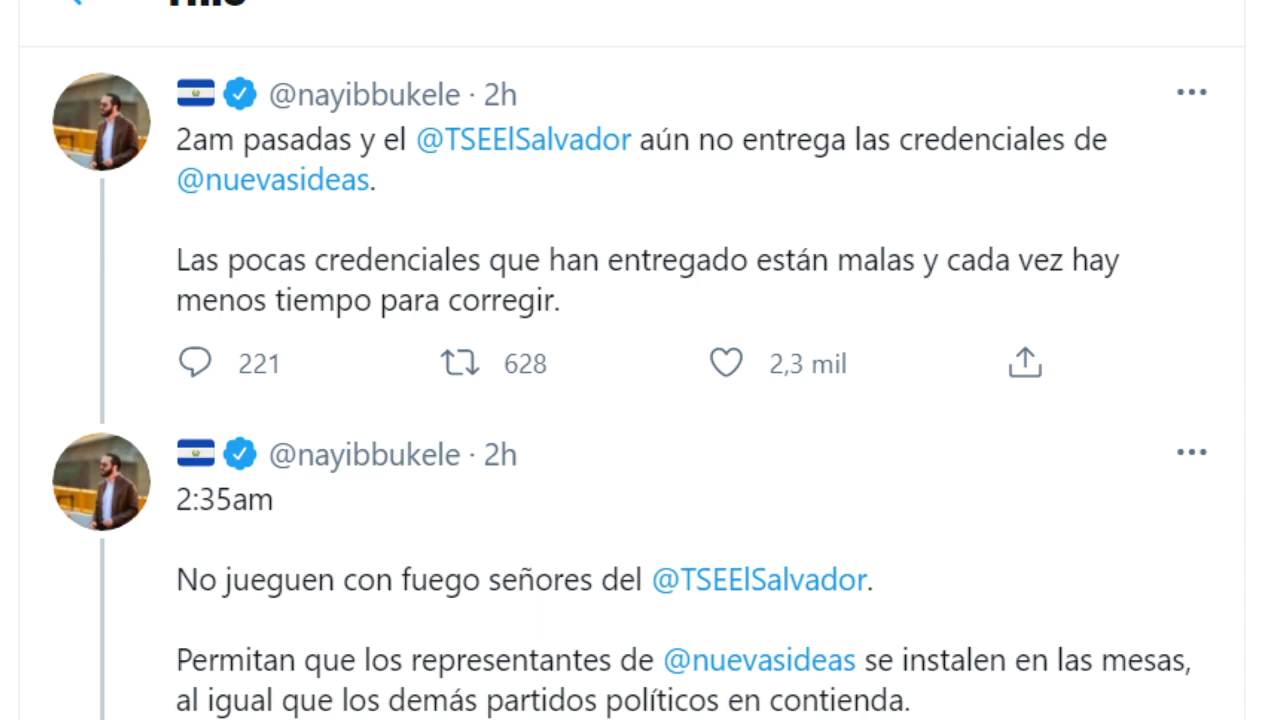 @nayibbukele · 2h
2am pasadas y el @TSEElSalvador aún no entrega las credenciales de
@nuevasideas.
Las pocas credenciales que han entregado están malas y cada vez hay
menos tiempo para corregir.
221 628 2,3 mil
@nayibbukele · 2h
2:35am
No jueguen con fuego señores del @TSEElSalvador.
Permitan que los representantes de @nuevasideas se instalen en las mesas,
al igual que los demás partidos políticos en contienda.